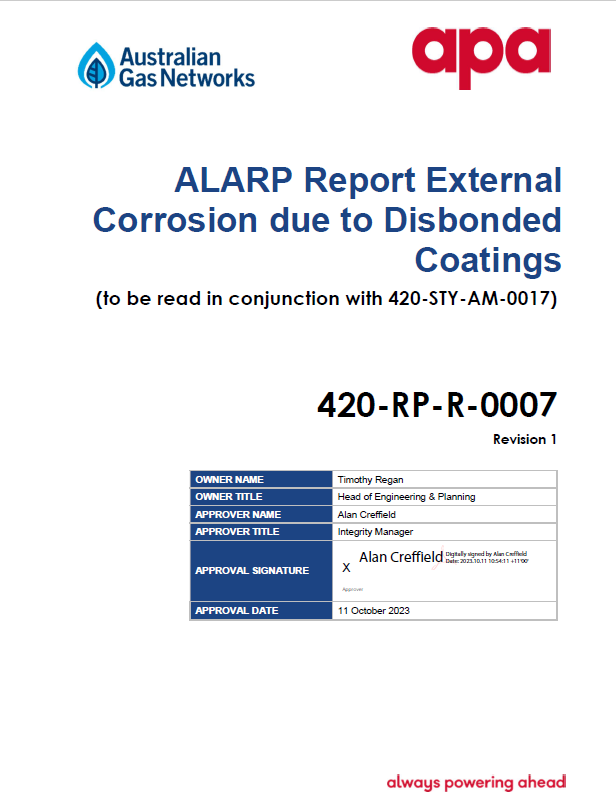 Australian
Gas Networks
apa
ALARP Report External
Corrosion due to Disbonded
Coatings
(to be read in conjunction with 420-STY-AM-0017)
420-RP-R-0007
Revision 1
OWNER NAME Timothy Regan
OWNER TITLE Head of Engineering & Planning
APPROVER NAME Alan Creffield
APPROVER TITLE Integrity Manager
APPROVAL SIGNATURE X Alan Creffield Digitally signed by Alan Creffield
Date: 2023.10.11 10:54:11 +11'00'
Approver
APPROVAL DATE 11 October 2023
always powering ahead